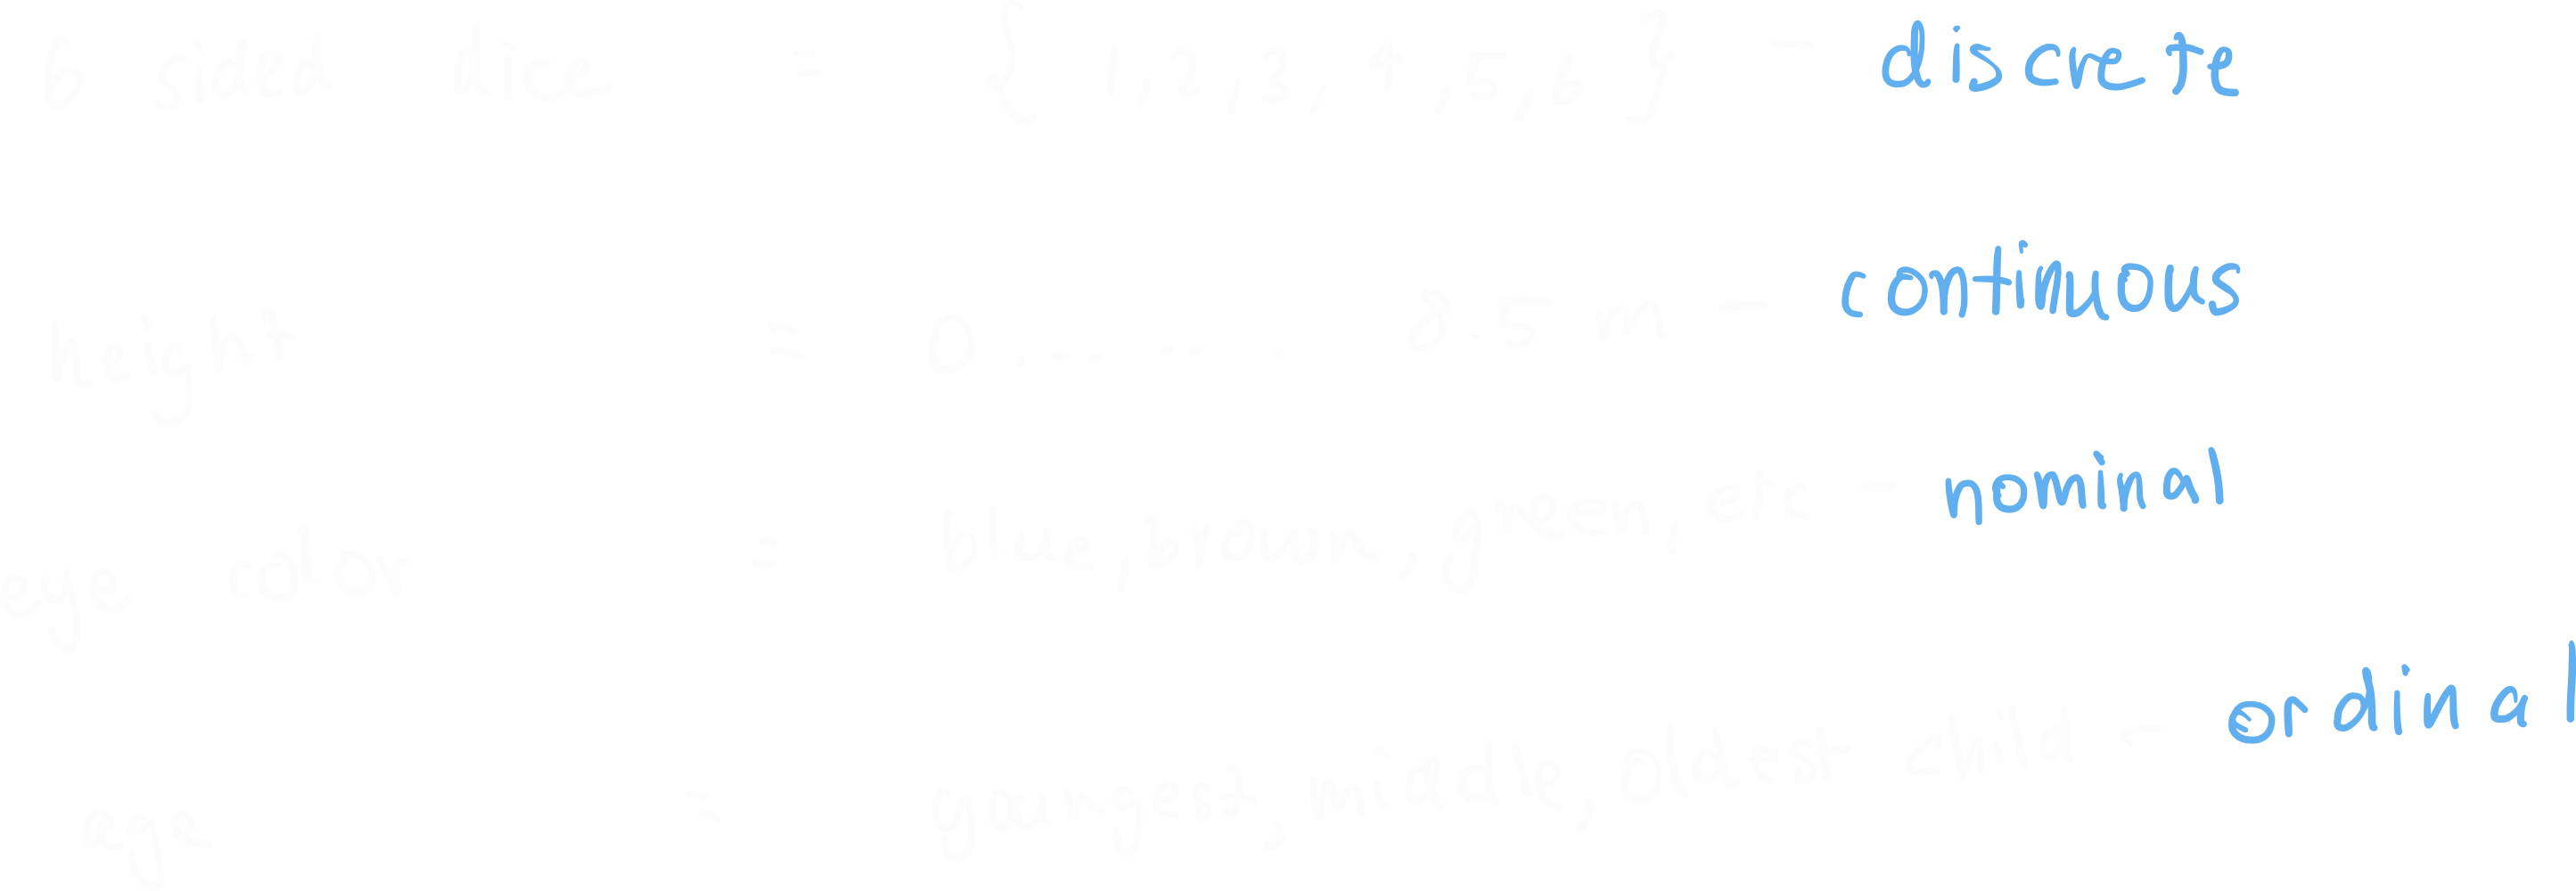 6 sided dice = { 1, 2, 3, 4, 5, 6 } - discrete
height = 0 ......... 8.5 m - continuous
eye color = blue, brown, green, etc - nominal
age = youngest, middle, oldest child - ordinal